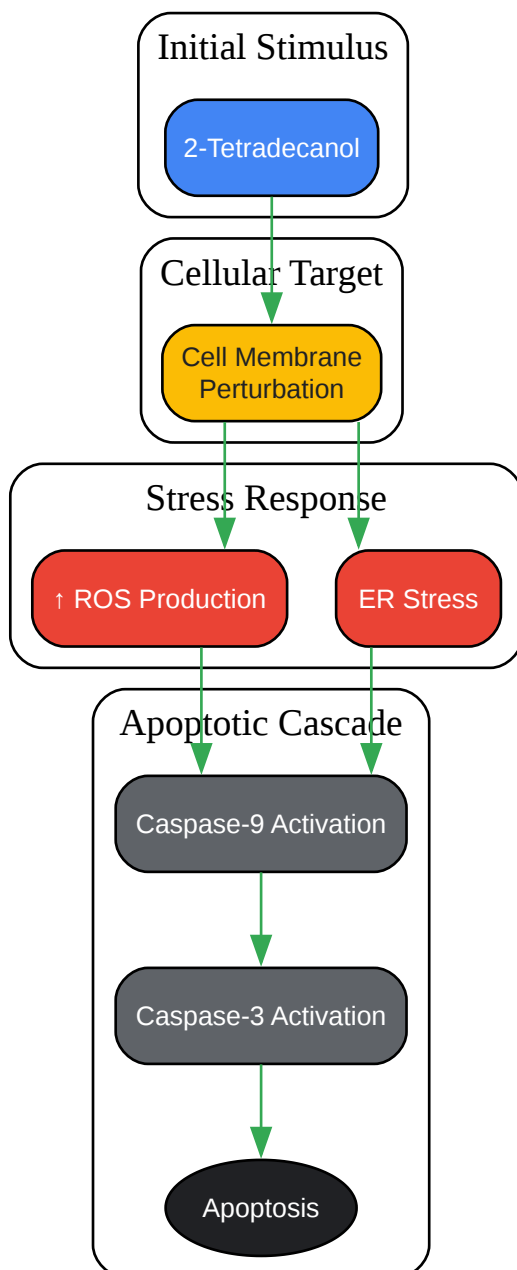 Initial Stimulus
2-Tetradecanol
Cellular Target
Cell Membrane
Perturbation
Stress Response
↑ ROS Production
ER Stress
Apoptotic Cascade
Caspase-9 Activation
Caspase-3 Activation
Apoptosis